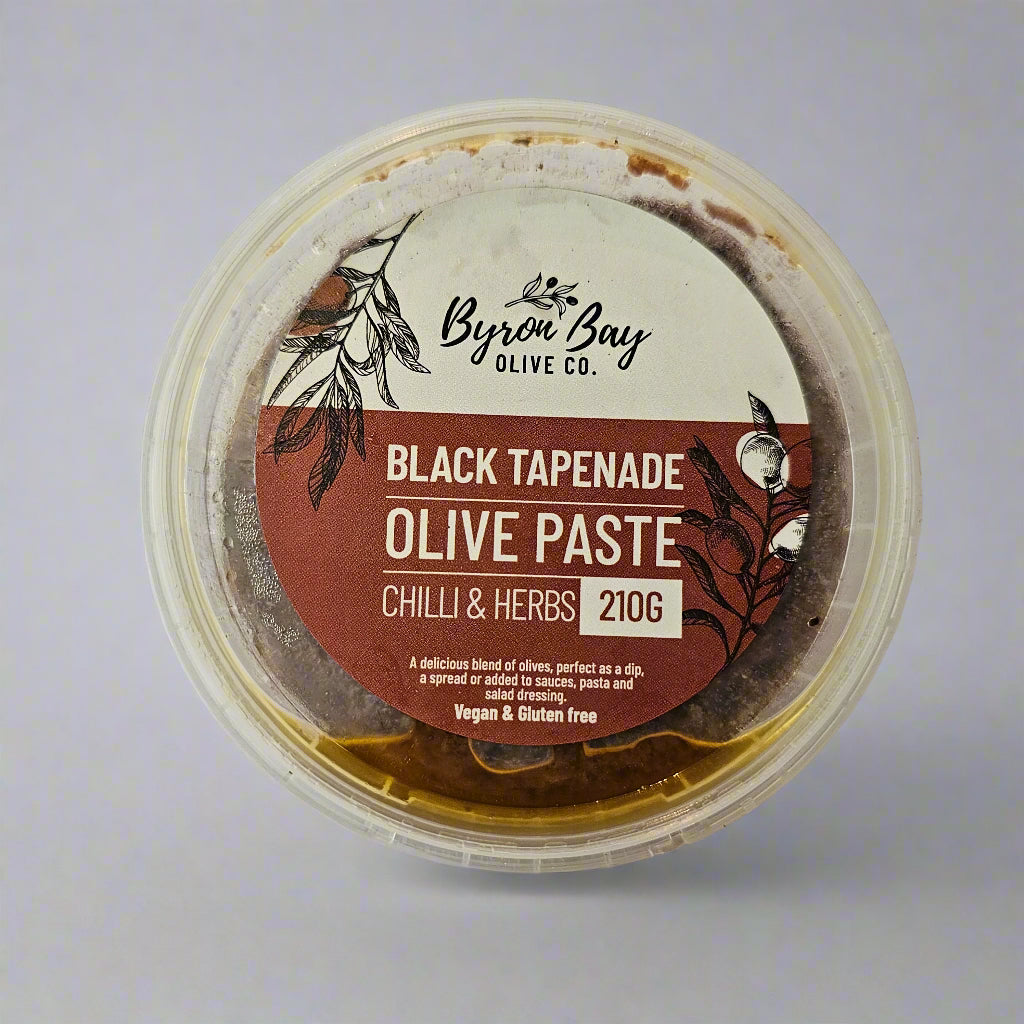 Byron Bay
OLIVE CO.
BLACK TAPENADE
OLIVE PASTE
CHILLI & HERBS 210G
A delicious blend of olives, perfect as a dip,
a spread or added to sauces, pasta and
salad dressing.
Vegan & Gluten free